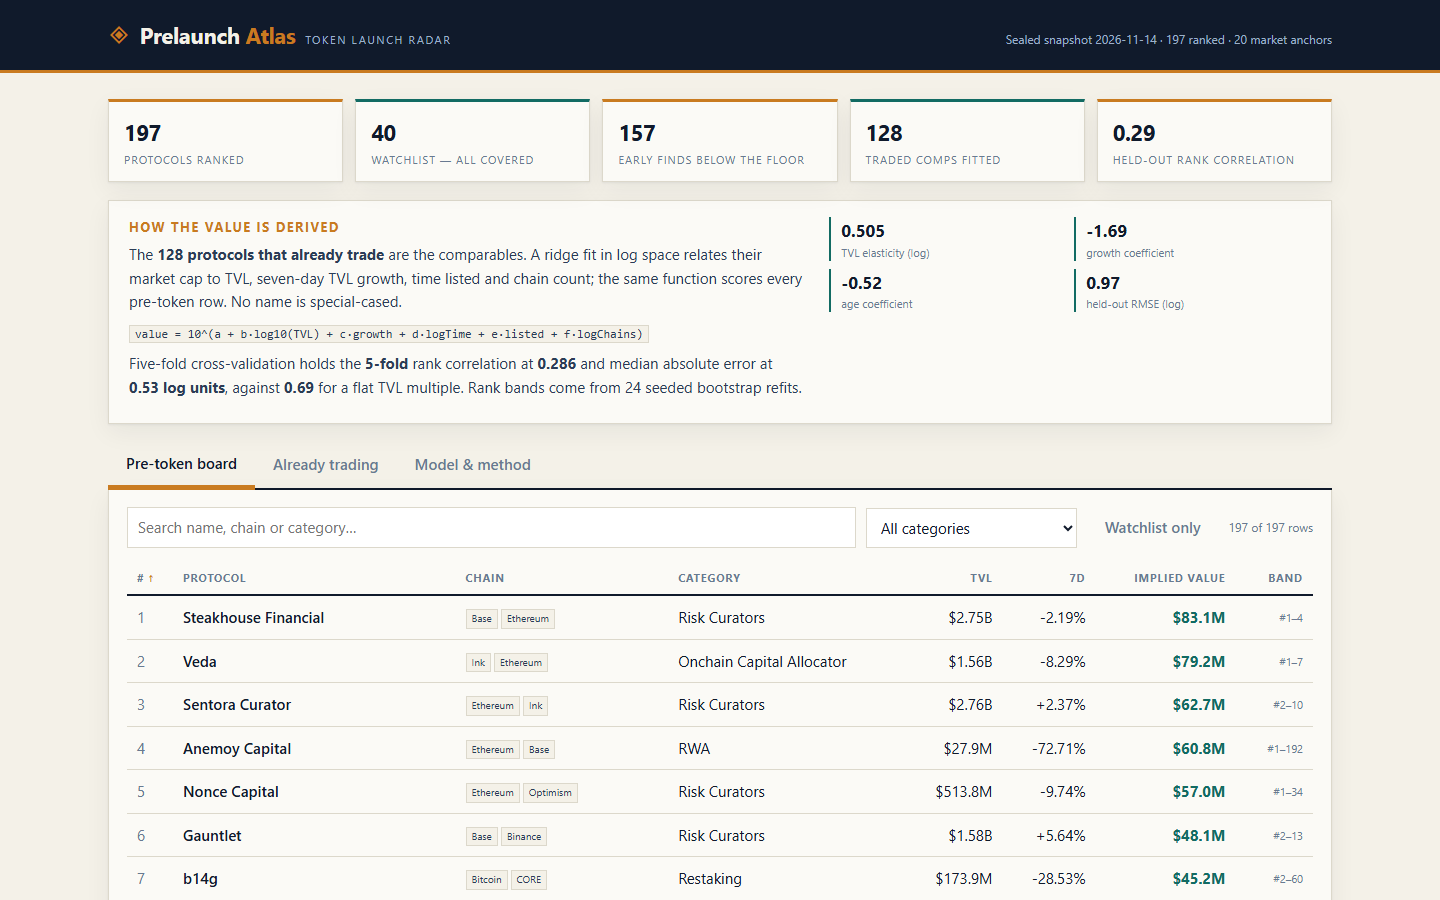 Prelaunch Atlas TOKEN LAUNCH RADAR
Sealed snapshot 2026-11-14 · 197 ranked · 20 market anchors
197
PROTOCOLS RANKED
40
WATCHLIST — ALL COVERED
157
EARLY FINDS BELOW THE FLOOR
128
TRADED COMPS FITTED
0.29
HELD-OUT RANK CORRELATION
HOW THE VALUE IS DERIVED
The 128 protocols that already trade are the comparables. A ridge fit in log space relates their
market cap to TVL, seven-day TVL growth, time listed and chain count; the same function scores every
pre-token row. No name is special-cased.
value = 10^(a + b·log10(TVL) + c·growth + d·logTime + e·listed + f·logChains)
Five-fold cross-validation holds the 5-fold rank correlation at 0.286 and median absolute error at
0.53 log units, against 0.69 for a flat TVL multiple. Rank bands come from 24 seeded bootstrap refits.
0.505
TVL elasticity (log)
-1.69
growth coefficient
-0.52
age coefficient
0.97
held-out RMSE (log)
Pre-token board Already trading Model & method
Search name, chain or category... All categories Watchlist only 197 of 197 rows
# ↑ PROTOCOL CHAIN CATEGORY TVL 7D IMPLIED VALUE BAND
1 Steakhouse Financial Base Ethereum Risk Curators $2.75B -2.19% $83.1M #1–4
2 Veda Ink Ethereum Onchain Capital Allocator $1.56B -8.29% $79.2M #1–7
3 Sentora Curator Ethereum Ink Risk Curators $2.76B +2.37% $62.7M #2–10
4 Anemoy Capital Ethereum Base RWA $27.9M -72.71% $60.8M #1–192
5 Nonce Capital Ethereum Optimism Risk Curators $513.8M -9.74% $57.0M #1–34
6 Gauntlet Base Binance Risk Curators $1.58B +5.64% $48.1M #2–13
7 b14g Bitcoin CORE Restaking $173.9M -28.53% $45.2M #2–60